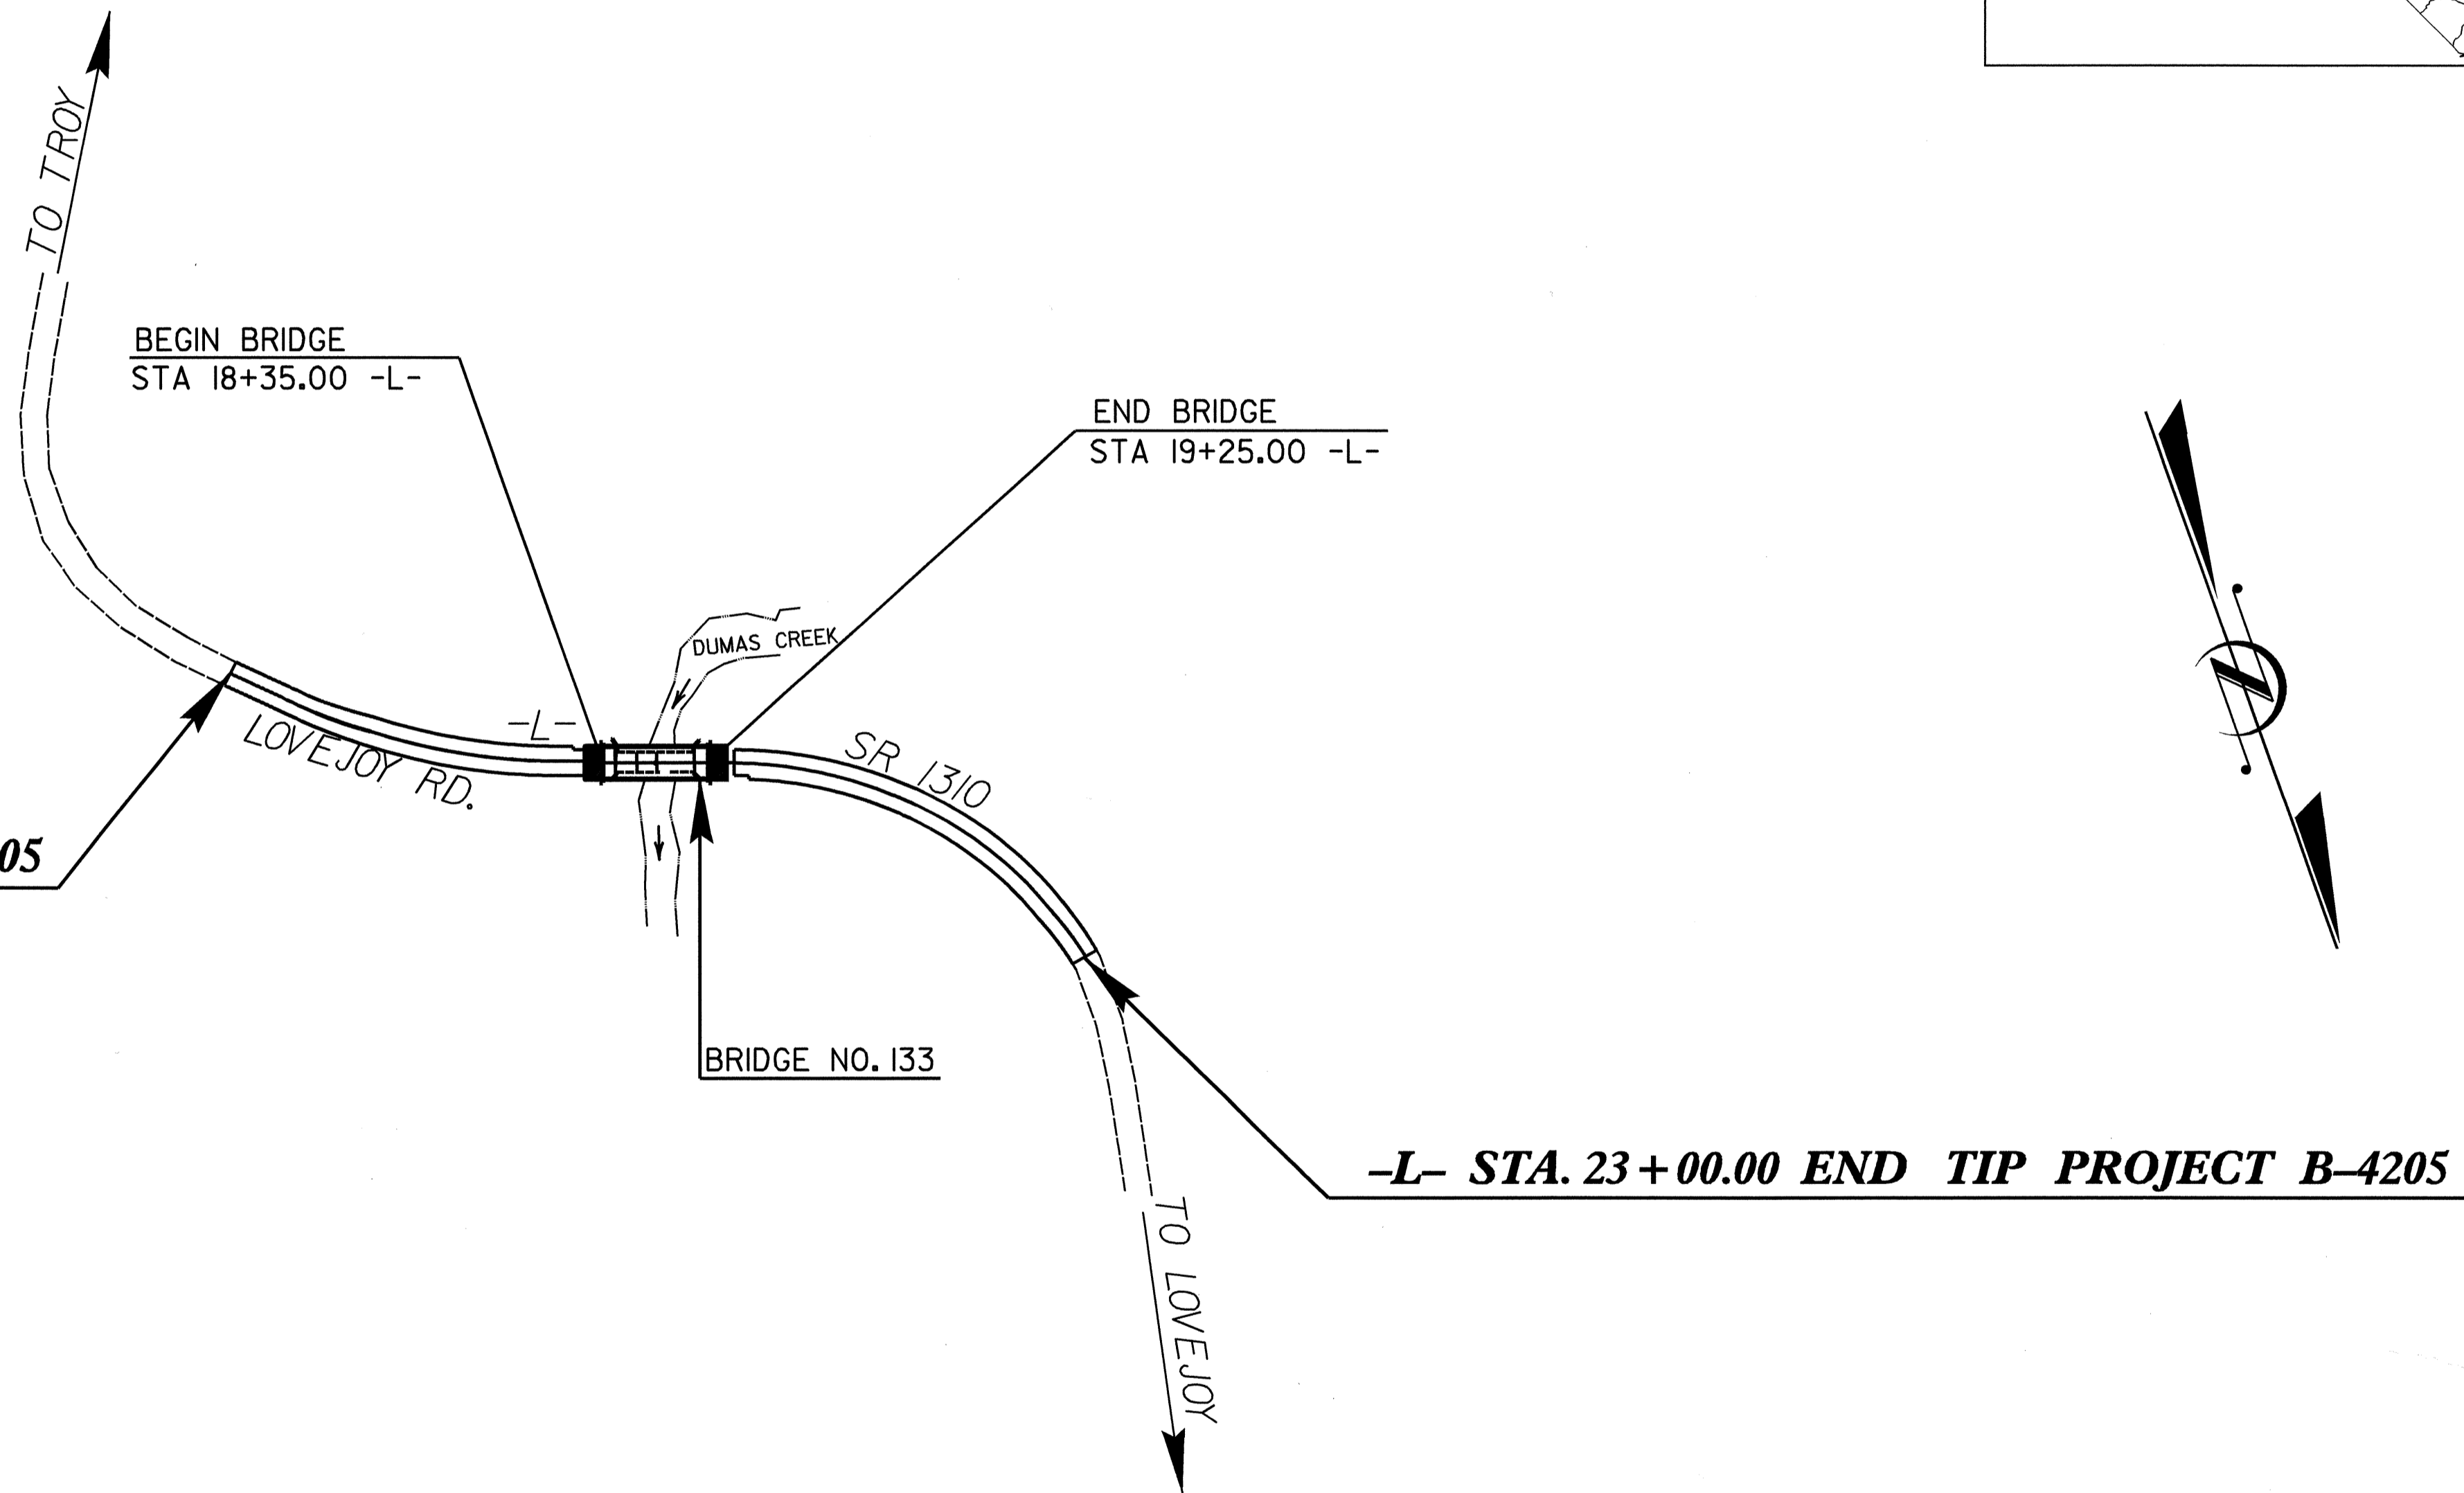 TO TROY
BEGIN BRIDGE
STA 18+35.00 -L-
END BRIDGE
STA 19+25.00 -L-
DUMAS CREEK
-L-
LOVEJOY RD.
SR 1310
N
05
BRIDGE NO. 133
-L- STA. 23+00.00 END TIP PROJECT B-4205
TO LOVEJOY